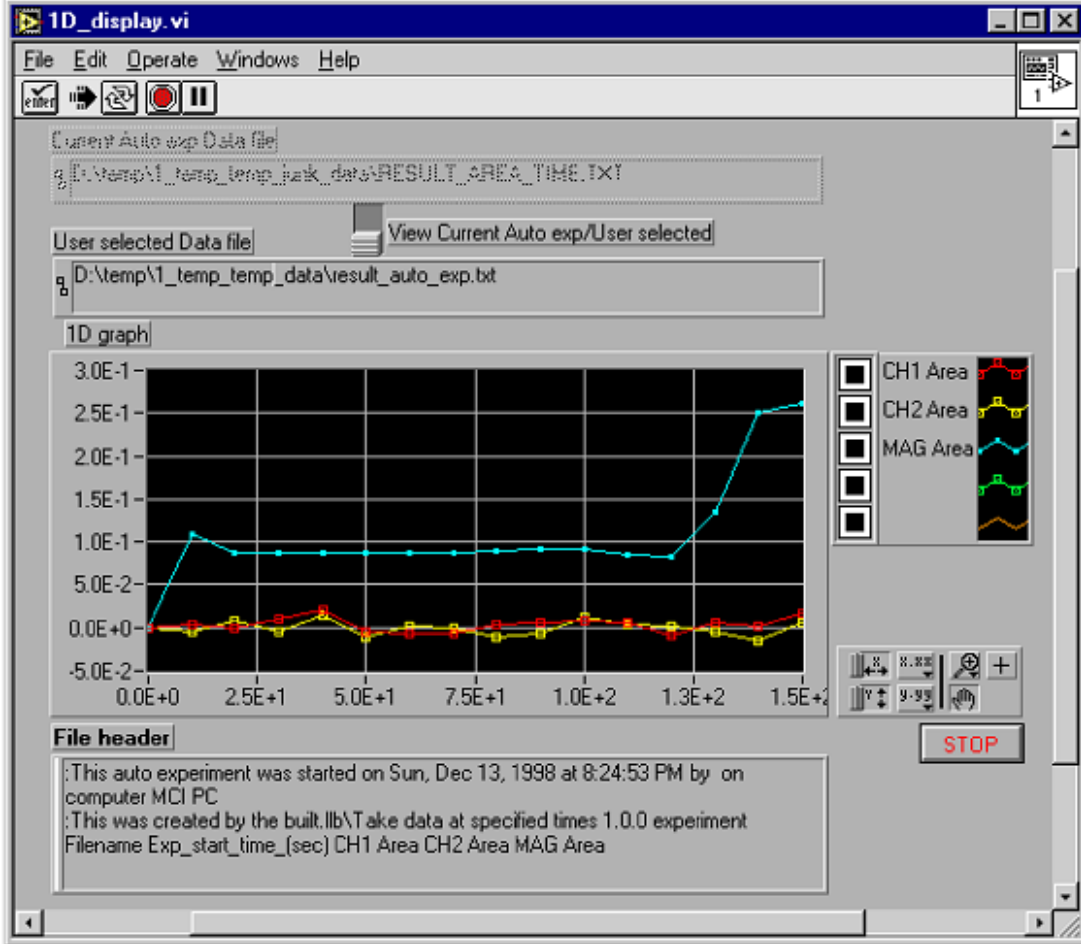 1D_display.vi
File Edit Operate Windows Help
enter
1
Current Auto exp Data file
D:\temp\1_temp_temp_junk_data\RESULT_AREA_TIME.TXT
View Current Auto exp/User selected
User selected Data file
D:\temp\1_temp_temp_data\result_auto_exp.txt
1D graph
3.0E-1
2.5E-1
2.0E-1
1.5E-1
1.0E-1
5.0E-2
0.0E+0
-5.0E-2
0.0E+0 2.5E+1 5.0E+1 7.5E+1 1.0E+2 1.3E+2 1.5E+2
CH1 Area
CH2 Area
MAG Area
X X.XX
Y Y.YY
STOP
File header
:This auto experiment was started on Sun, Dec 13, 1998 at 8:24:53 PM by on
computer MCI PC
:This was created by the built.llb\Take data at specified times 1.0.0 experiment
Filename Exp_start_time_(sec) CH1 Area CH2 Area MAG Area